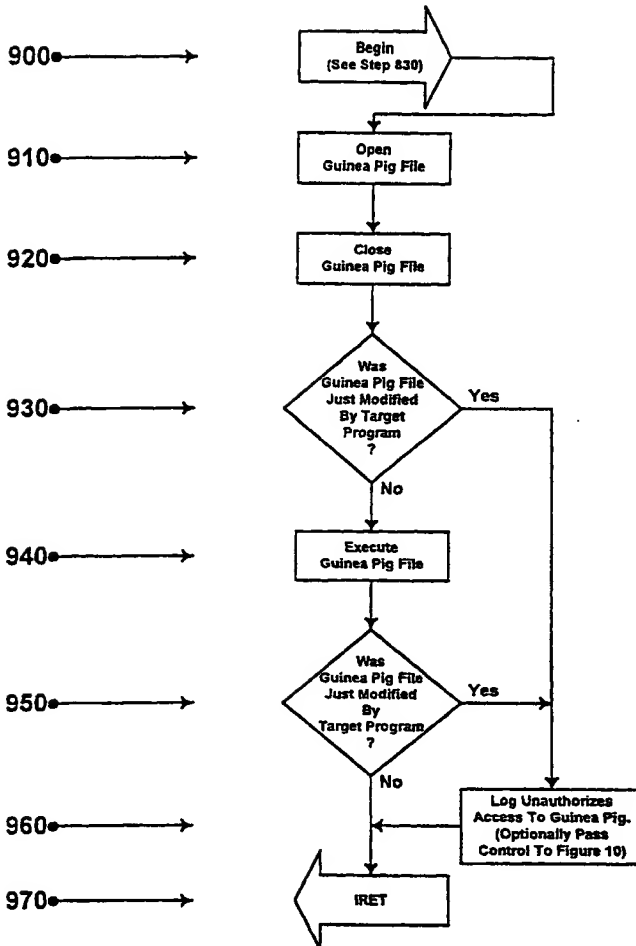 900
Begin
(See Step 830)
910
Open
Guinea Pig File
920
Close
Guinea Pig File
930
Was
Guinea Pig File
Just Modified
By Target
Program
?
Yes
No
940
Execute
Guinea Pig File
950
Was
Guinea Pig File
Just Modified
By
Target Program
?
Yes
No
960
Log Unauthorizes
Access To Guinea Pig.
(Optionally Pass
Control To Figure 10)
970
IRET